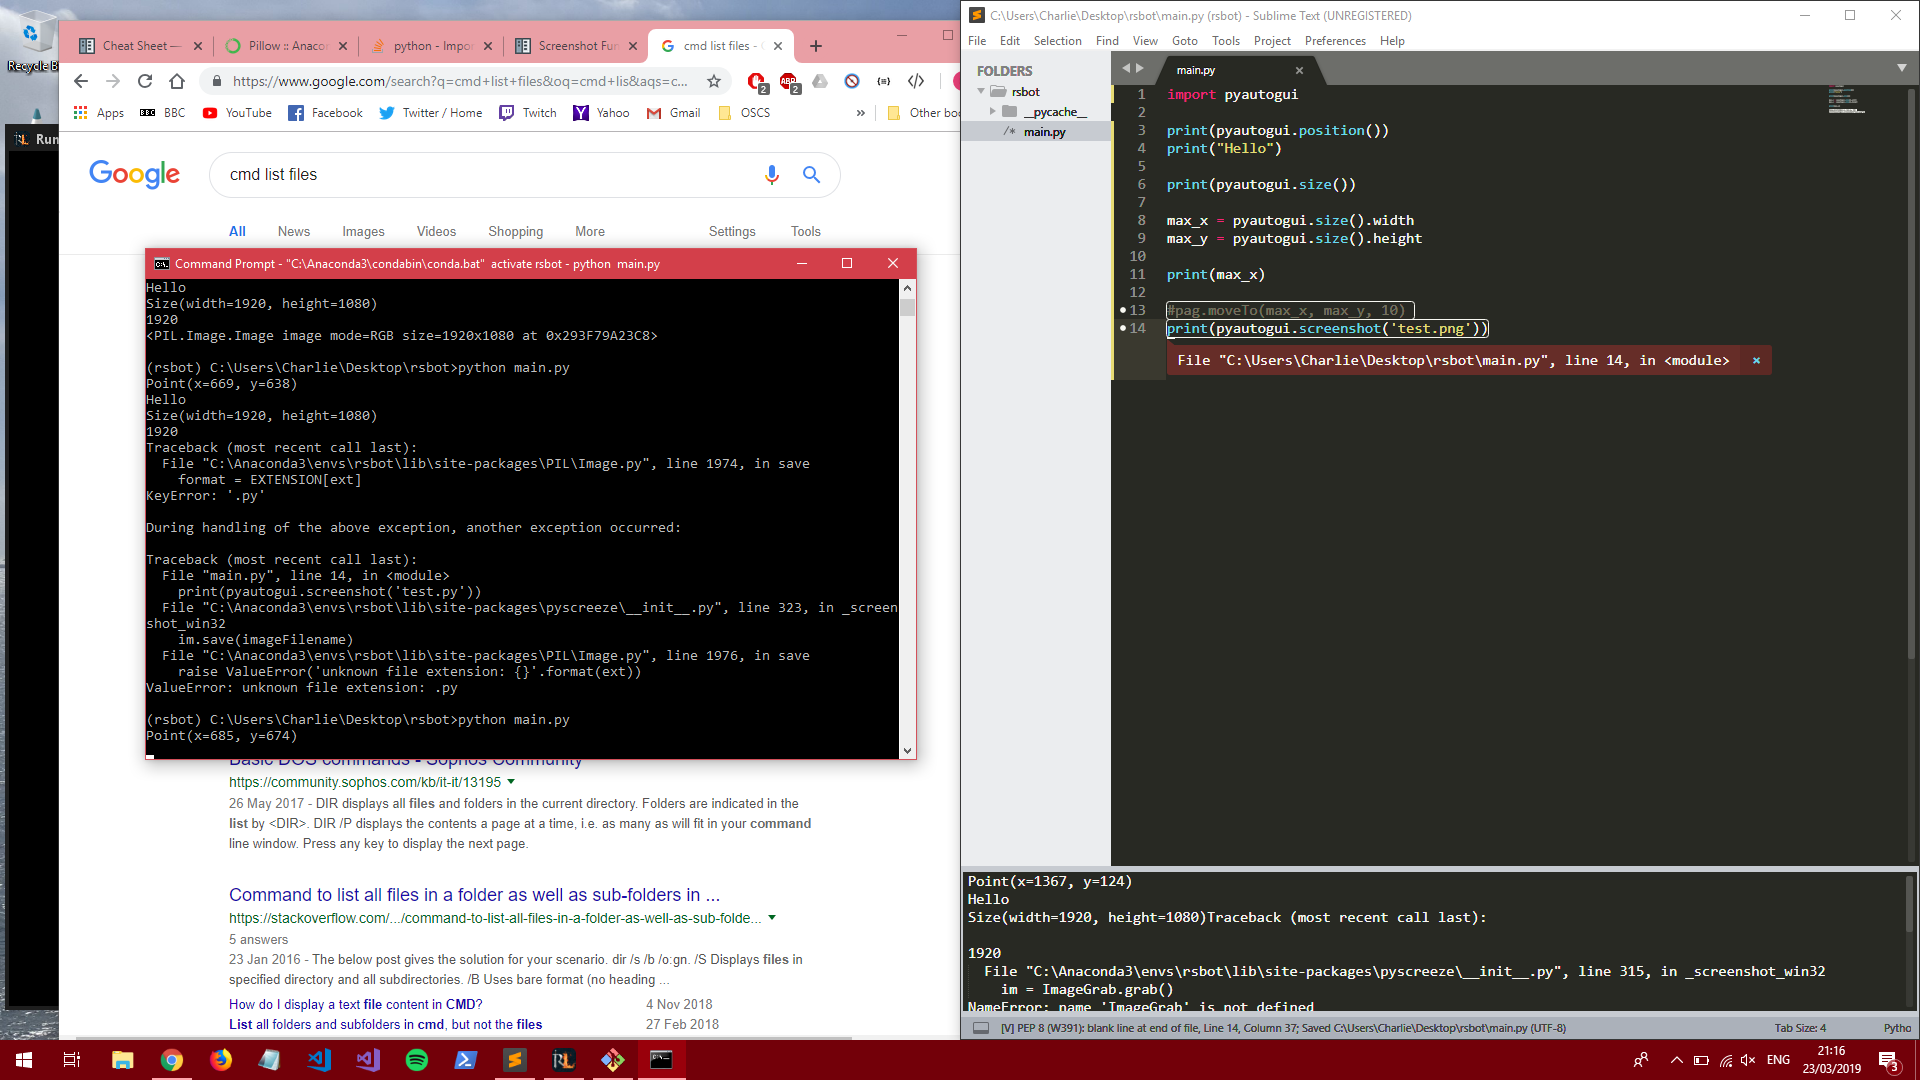 Recycle B
Run
Cheat Sheet —
Pillow :: Anacon
python - Impor
Screenshot Fun
cmd list files - G
https://www.google.com/search?q=cmd+list+files&oq=cmd+lis&aqs=c...
2
ABP
2
Apps
BBC
BBC
YouTube
Facebook
Twitter / Home
Twitch
Yahoo
Gmail
OSCS
»
Other boo
Google
cmd list files
All
News
Images
Videos
Shopping
More
Settings
Tools
Command Prompt - "C:\Anaconda3\condabin\conda.bat" activate rsbot - python main.py
Hello
Size(width=1920, height=1080)
1920
<PIL.Image.Image image mode=RGB size=1920x1080 at 0x293F79A23C8>
(rsbot) C:\Users\Charlie\Desktop\rsbot>python main.py
Point(x=669, y=638)
Hello
Size(width=1920, height=1080)
1920
Traceback (most recent call last):
File "C:\Anaconda3\envs\rsbot\lib\site-packages\PIL\Image.py", line 1974, in save
format = EXTENSION[ext]
KeyError: '.py'
During handling of the above exception, another exception occurred:
Traceback (most recent call last):
File "main.py", line 14, in <module>
print(pyautogui.screenshot('test.py'))
File "C:\Anaconda3\envs\rsbot\lib\site-packages\pyscreeze\__init__.py", line 323, in _screen
shot_win32
im.save(imageFilename)
File "C:\Anaconda3\envs\rsbot\lib\site-packages\PIL\Image.py", line 1976, in save
raise ValueError('unknown file extension: {}'.format(ext))
ValueError: unknown file extension: .py
(rsbot) C:\Users\Charlie\Desktop\rsbot>python main.py
Point(x=685, y=674)
Basic DOS commands - Sophos Community
https://community.sophos.com/kb/it-it/13195
26 May 2017 - DIR displays all files and folders in the current directory. Folders are indicated in the
list by <DIR>. DIR /P displays the contents a page at a time, i.e. as many as will fit in your command
line window. Press any key to display the next page.
Command to list all files in a folder as well as sub-folders in ...
https://stackoverflow.com/.../command-to-list-all-files-in-a-folder-as-well-as-sub-folde...
5 answers
23 Jan 2016 - The below post gives the solution for your scenario. dir /s /b /o:gn. /S Displays files in
specified directory and all subdirectories. /B Uses bare format (no heading ...
How do I display a text file content in CMD? 4 Nov 2018
List all folders and subfolders in cmd, but not the files 27 Feb 2018
C:\Users\Charlie\Desktop\rsbot\main.py (rsbot) - Sublime Text (UNREGISTERED)
File Edit Selection Find View Goto Tools Project Preferences Help
FOLDERS
rsbot
__pycache__
/* main.py
main.py
1 import pyautogui
2
3 print(pyautogui.position())
4 print("Hello")
5
6 print(pyautogui.size())
7
8 max_x = pyautogui.size().width
9 max_y = pyautogui.size().height
10
11 print(max_x)
12
13 #pag.moveTo(max_x, max_y, 10)
14 print(pyautogui.screenshot('test.png'))
File "C:\Users\Charlie\Desktop\rsbot\main.py", line 14, in <module> ×
Point(x=1367, y=124)
Hello
Size(width=1920, height=1080)Traceback (most recent call last):
1920
File "C:\Anaconda3\envs\rsbot\lib\site-packages\pyscreeze\__init__.py", line 315, in _screenshot_win32
im = ImageGrab.grab()
NameError: name 'ImageGrab' is not defined
[V] PEP 8 (W391): blank line at end of file, Line 14, Column 37; Saved C:\Users\Charlie\Desktop\rsbot\main.py (UTF-8)
Tab Size: 4
Pytho
RL
ENG
21:16
23/03/2019
3